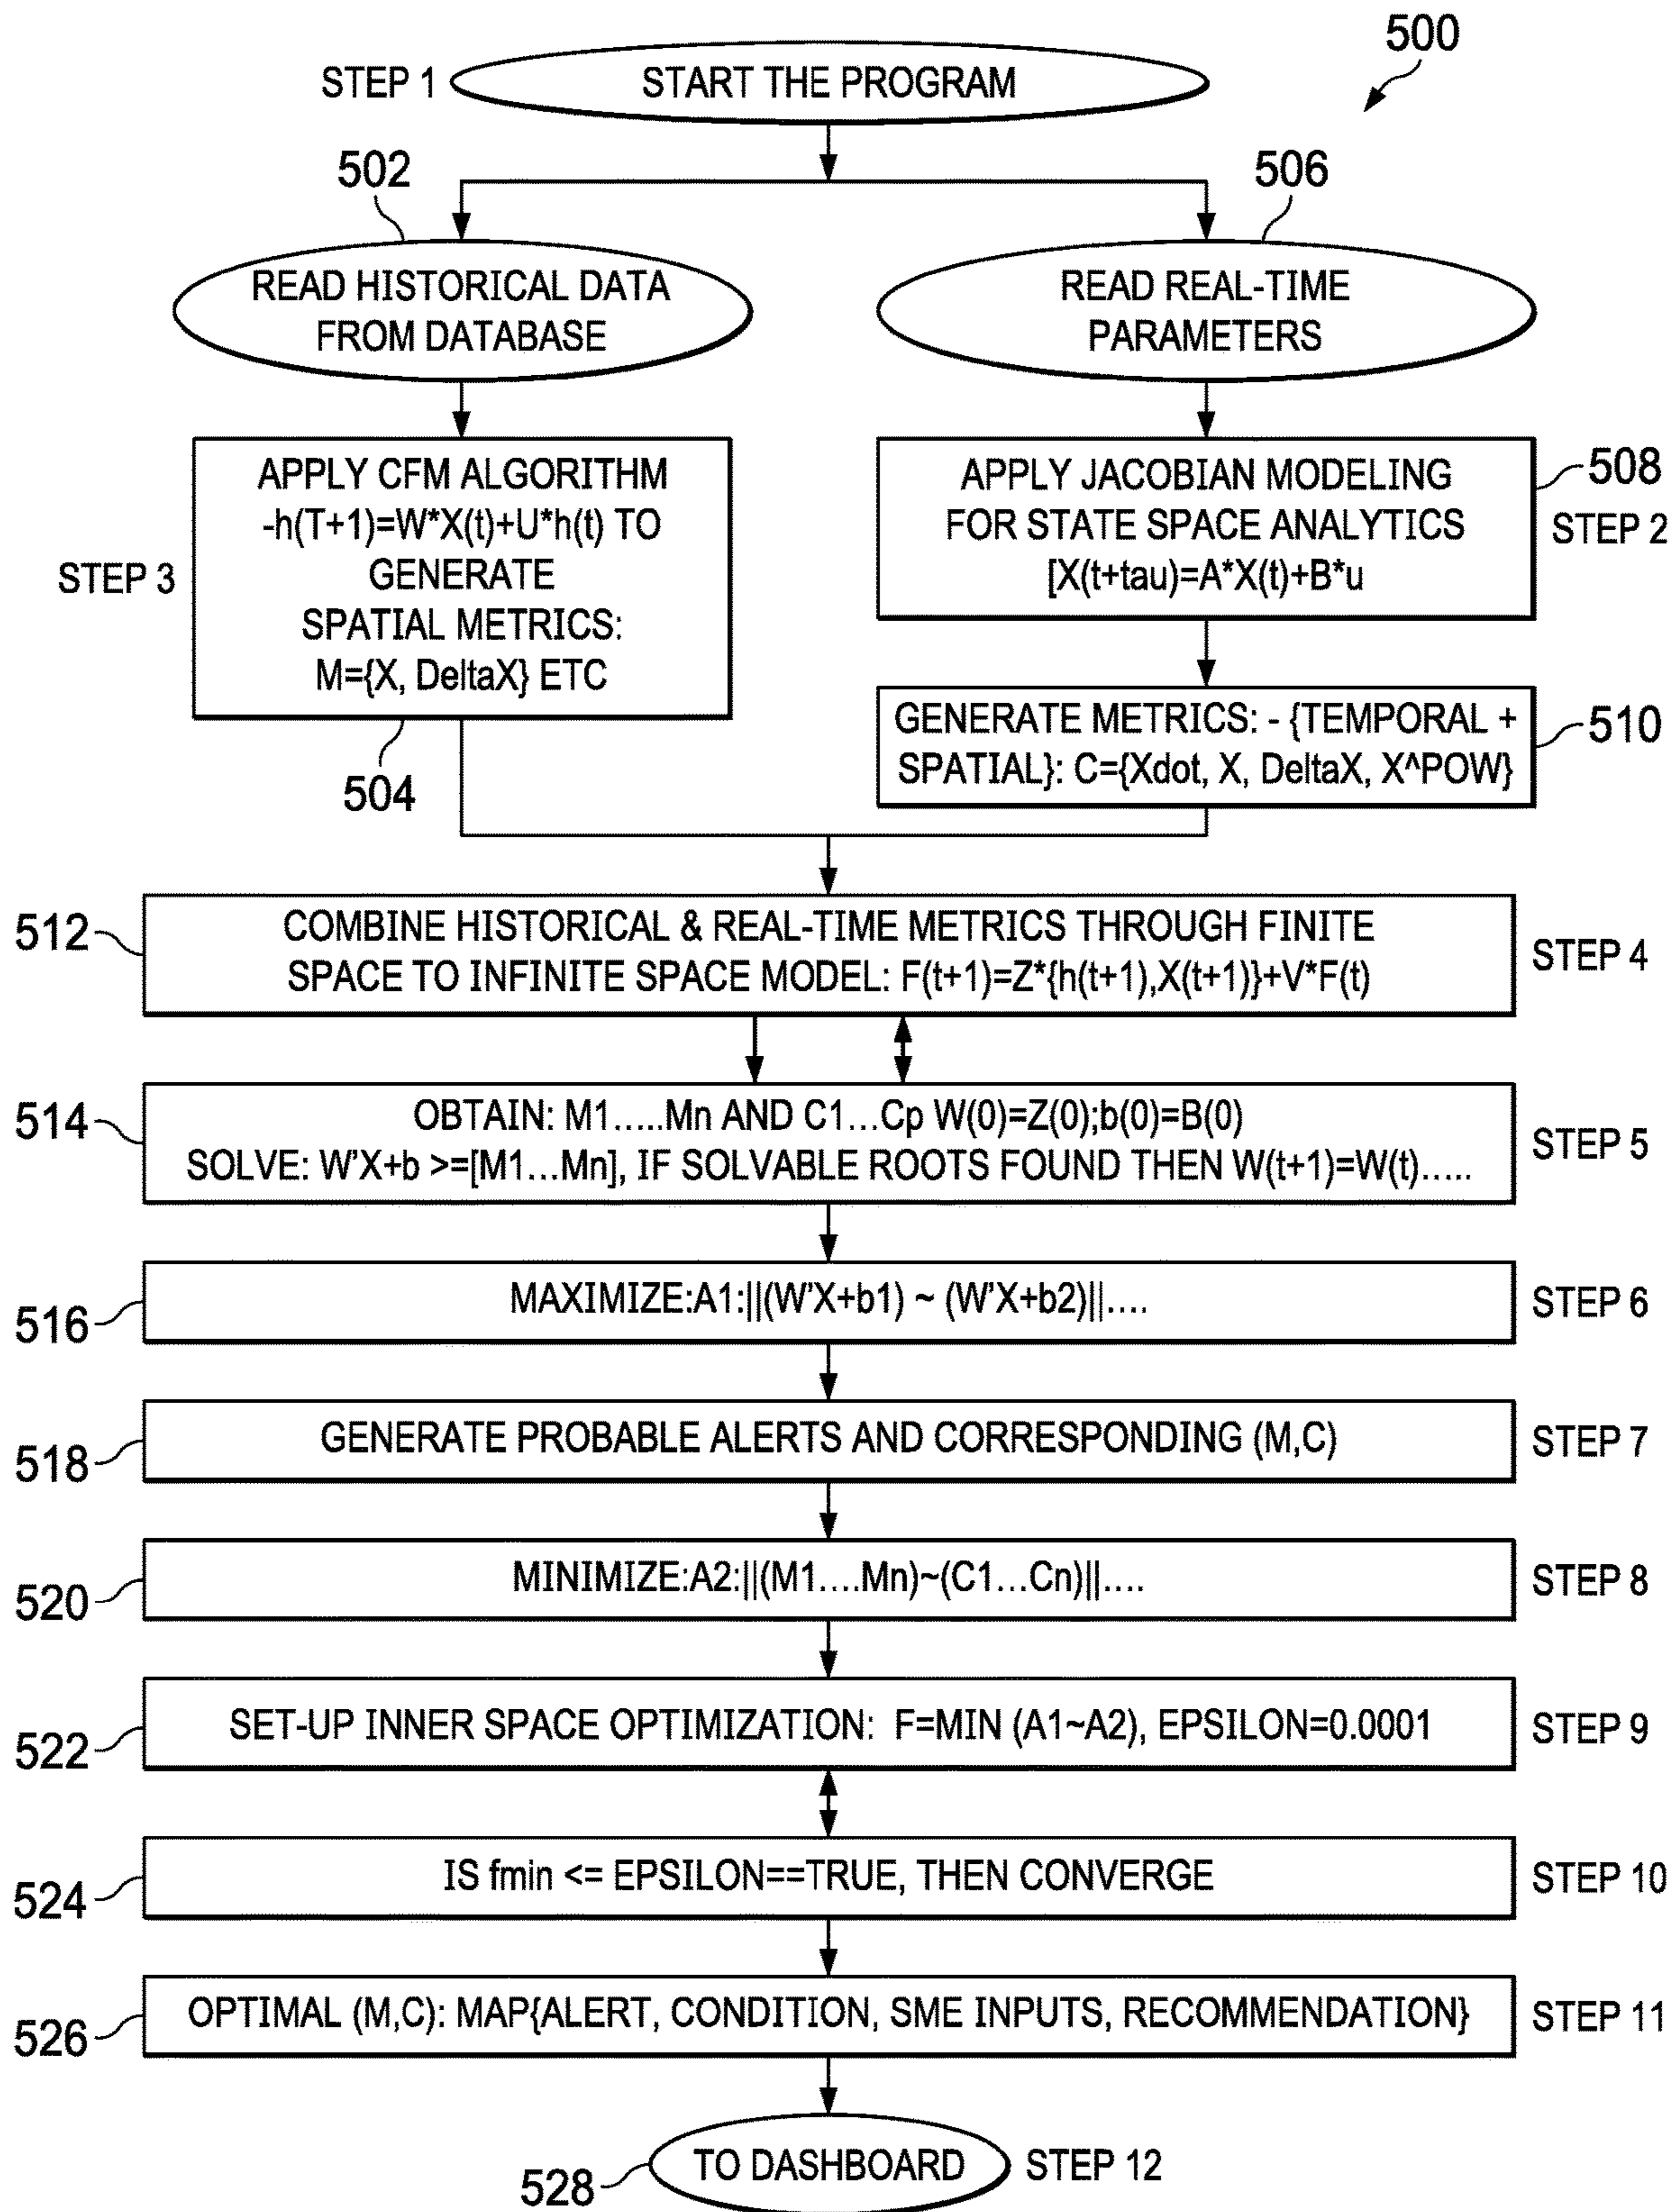 500
STEP 1
START THE PROGRAM
502
506
READ HISTORICAL DATA
FROM DATABASE
READ REAL-TIME
PARAMETERS
STEP 3
APPLY CFM ALGORITHM
-h(T+1)=W*X(t)+U*h(t) TO
GENERATE
SPATIAL METRICS:
M={X, DeltaX} ETC
504
APPLY JACOBIAN MODELING
FOR STATE SPACE ANALYTICS
[X(t+tau)=A*X(t)+B*u
508
STEP 2
GENERATE METRICS: - {TEMPORAL +
SPATIAL}: C={Xdot, X, DeltaX, X^POW}
510
512
COMBINE HISTORICAL & REAL-TIME METRICS THROUGH FINITE
SPACE TO INFINITE SPACE MODEL: F(t+1)=Z*{h(t+1),X(t+1)}+V*F(t)
STEP 4
514
OBTAIN: M1.....Mn AND C1...Cp W(0)=Z(0);b(0)=B(0)
SOLVE: W'X+b >=[M1...Mn], IF SOLVABLE ROOTS FOUND THEN W(t+1)=W(t).....
STEP 5
516
MAXIMIZE:A1:||(W'X+b1) ~ (W'X+b2)||....
STEP 6
518
GENERATE PROBABLE ALERTS AND CORRESPONDING (M,C)
STEP 7
520
MINIMIZE:A2:||(M1....Mn)~(C1...Cn)||....
STEP 8
522
SET-UP INNER SPACE OPTIMIZATION: F=MIN (A1~A2), EPSILON=0.0001
STEP 9
524
IS fmin <= EPSILON==TRUE, THEN CONVERGE
STEP 10
526
OPTIMAL (M,C): MAP{ALERT, CONDITION, SME INPUTS, RECOMMENDATION}
STEP 11
528
TO DASHBOARD
STEP 12